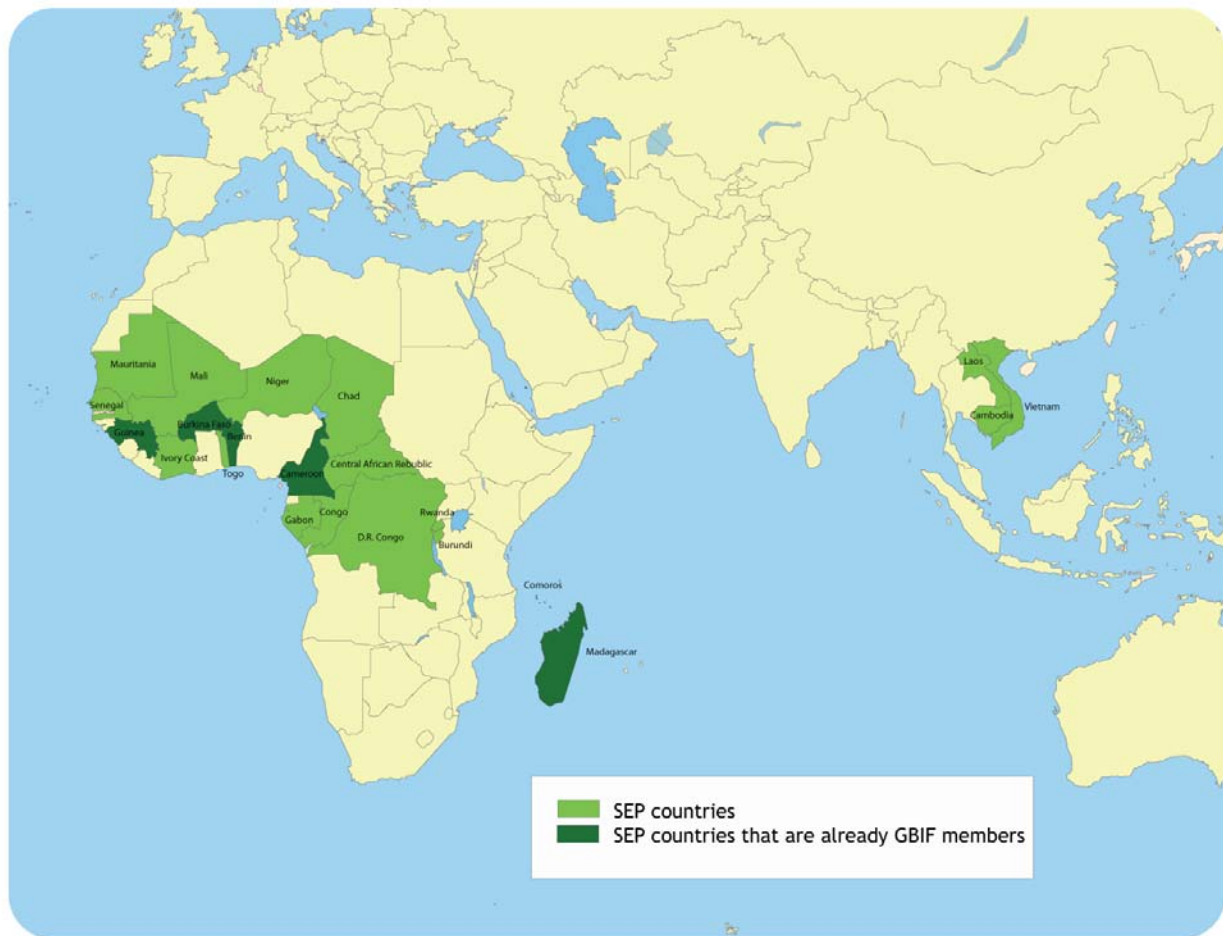 Mauritania
Mali
Niger
Chad
Senegal
Guinea
Burkina Faso
Benin
Ivory Coast
Togo
Cameroon
Central African Rebublic
Gabon
Congo
D.R. Congo
Rwanda
Burundi
Comoros
Madagascar
Laos
Cambodia
Vietnam
SEP countries
SEP countries that are already GBIF members